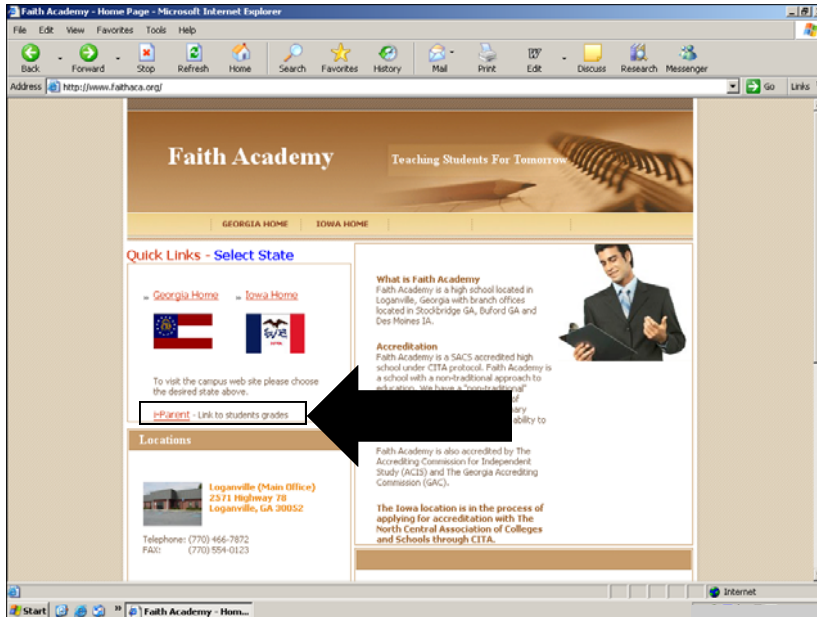 Faith Academy - Home Page - Microsoft Internet Explorer
File Edit View Favorites Tools Help
Back Forward Stop Refresh Home Search Favorites History Mail Print Edit Discuss Research Messenger
Address http://www.faithaca.org/ Go Links
Faith Academy Teaching Students For Tomorrow
GEORGIA HOME IOWA HOME
Quick Links - Select State
Georgia Home Iowa Home
To visit the campus web site please choose
the desired state above.
i-Parent - Link to students grades
Locations
Loganville (Main Office)
2571 Highway 78
Loganville, GA 30052
Telephone: (770) 466-7872
FAX: (770) 554-0123
What is Faith Academy
Faith Academy is a high school located in
Loganville, Georgia with branch offices
located in Stockbridge GA, Buford GA and
Des Moines IA.
Accreditation
Faith Academy is a SACS accredited high
school under CITA protocol. Faith Academy is
a school with a non-traditional approach to
education. We have a "non-traditional"
of
ability to
Faith Academy is also accredited by The
Accrediting Commission for Independent
Study (ACIS) and The Georgia Accrediting
Commission (GAC).
The Iowa location is in the process of
applying for accreditation with The
North Central Association of Colleges
and Schools through CITA.
Internet
Start Faith Academy - Hom...